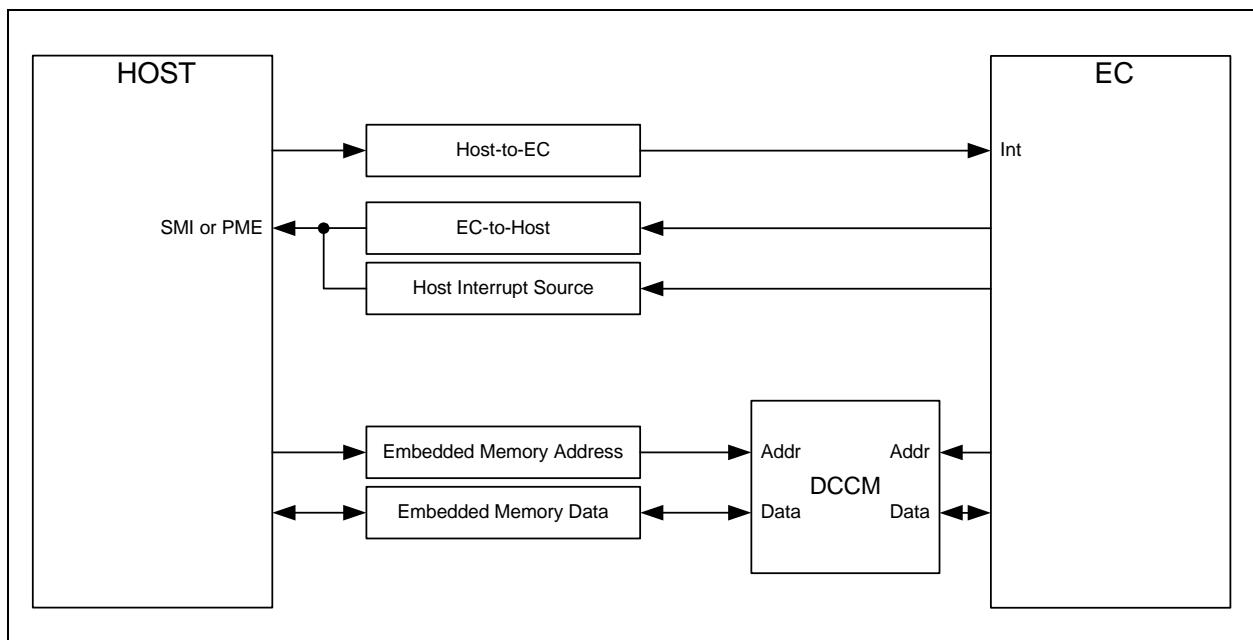 HOST
EC
Host-to-EC
Int
SMI or PME
EC-to-Host
Host Interrupt Source
Embedded Memory Address
Addr
Addr
DCCM
Embedded Memory Data
Data
Data